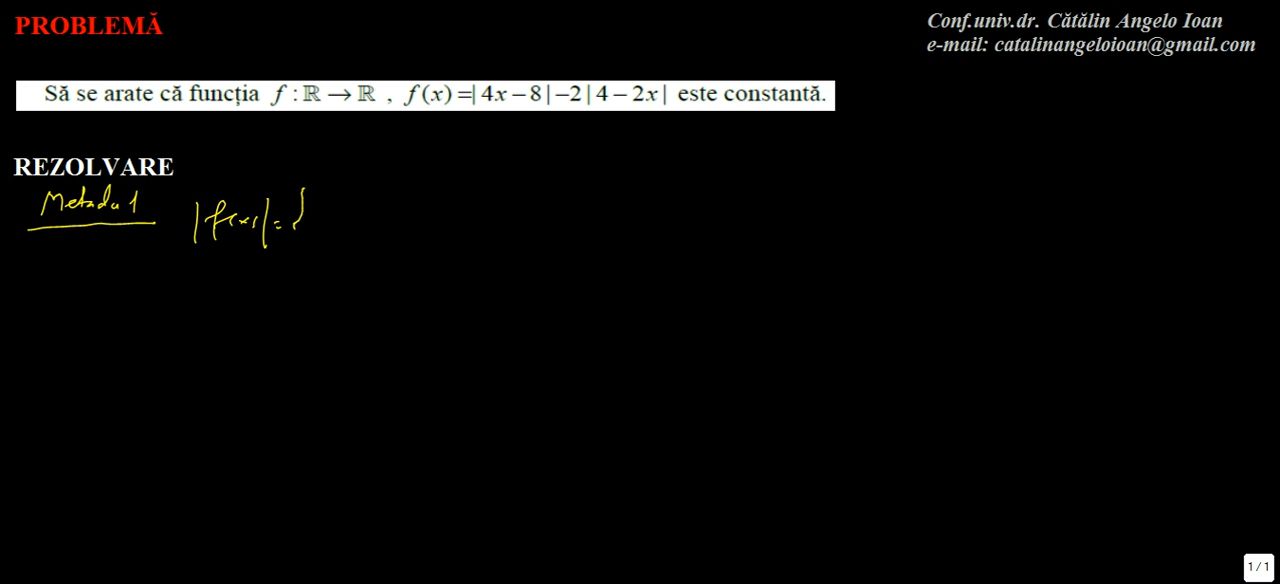 PROBLEMĂ
Conf.univ.dr. Cătălin Angelo Ioan
e-mail: catalinangeloioan@gmail.com
Să se arate că funcția f : ℝ → ℝ , f(x) =| 4x − 8 | −2 | 4 − 2x | este constantă.
REZOLVARE
Metoda 1 |f(x)| = {
1 / 1